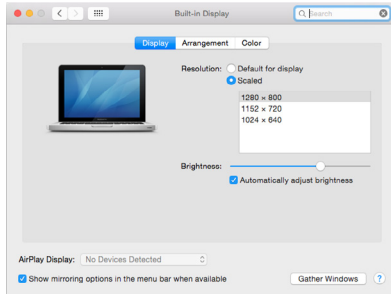 Built-in Display
Search
Display Arrangement Color
Resolution: Default for display
Scaled
1280 × 800
1152 × 720
1024 × 640
Brightness:
Automatically adjust brightness
AirPlay Display: No Devices Detected
Show mirroring options in the menu bar when available
Gather Windows ?